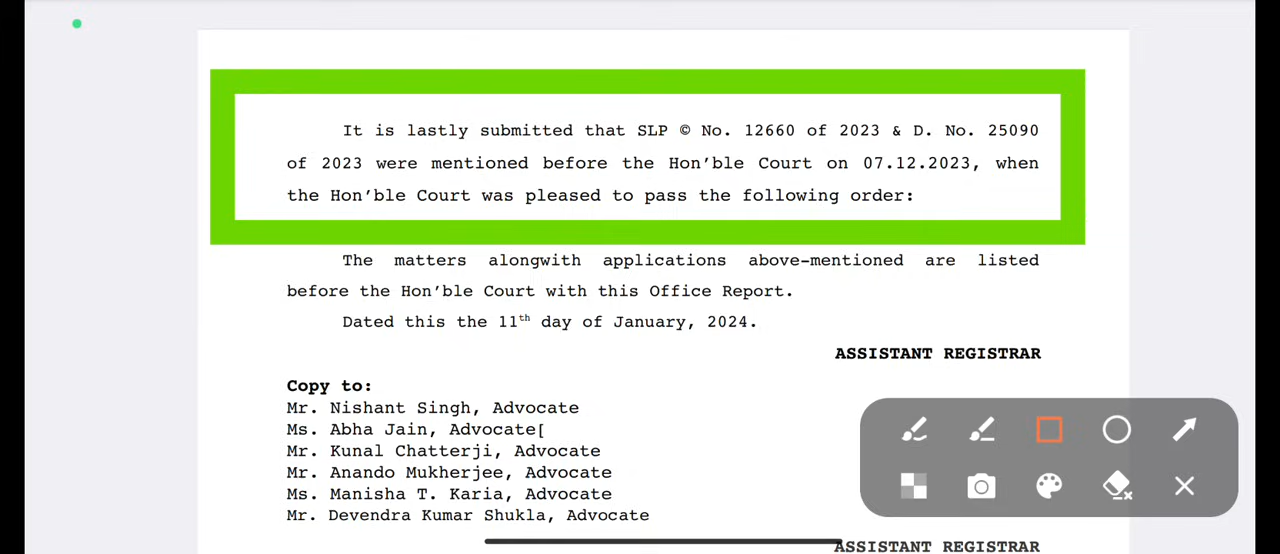 It is lastly submitted that SLP © No. 12660 of 2023 & D. No. 25090
of 2023 were mentioned before the Hon’ble Court on 07.12.2023, when
the Hon’ble Court was pleased to pass the following order:
The matters alongwith applications above-mentioned are listed
before the Hon’ble Court with this Office Report.
Dated this the 11th day of January, 2024.
ASSISTANT REGISTRAR
Copy to:
Mr. Nishant Singh, Advocate
Ms. Abha Jain, Advocate[
Mr. Kunal Chatterji, Advocate
Mr. Anando Mukherjee, Advocate
Ms. Manisha T. Karia, Advocate
Mr. Devendra Kumar Shukla, Advocate
ASSISTANT REGISTRAR